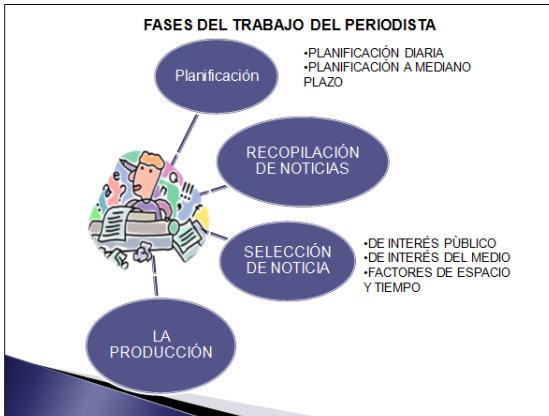 FASES DEL TRABAJO DEL PERIODISTA
Planificación
•PLANIFICACIÓN DIARIA
•PLANIFICACIÓN A MEDIANO
PLAZO
RECOPILACIÓN
DE NOTICIAS
SELECCIÓN
DE NOTICIA
•DE INTERÉS PÙBLICO
•DE INTERÉS DEL MEDIO
•FACTORES DE ESPACIO
Y TIEMPO
LA
PRODUCCIÓN